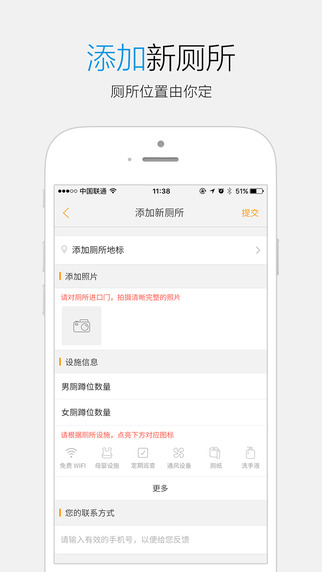 添加新厕所
厕所位置由你定
中国联通 11:38 51%
添加新厕所 提交
添加厕所地标
添加照片
请对厕所进口门，拍摄清晰完整的照片
设施信息
男厕蹲位数量
女厕蹲位数量
请根据厕所设施，点亮下方对应图标
免费 WIFI 母婴设施 定期巡查 通风设备 厕纸 洗手液
更多
您的联系方式
请输入有效的手机号，以便给您反馈